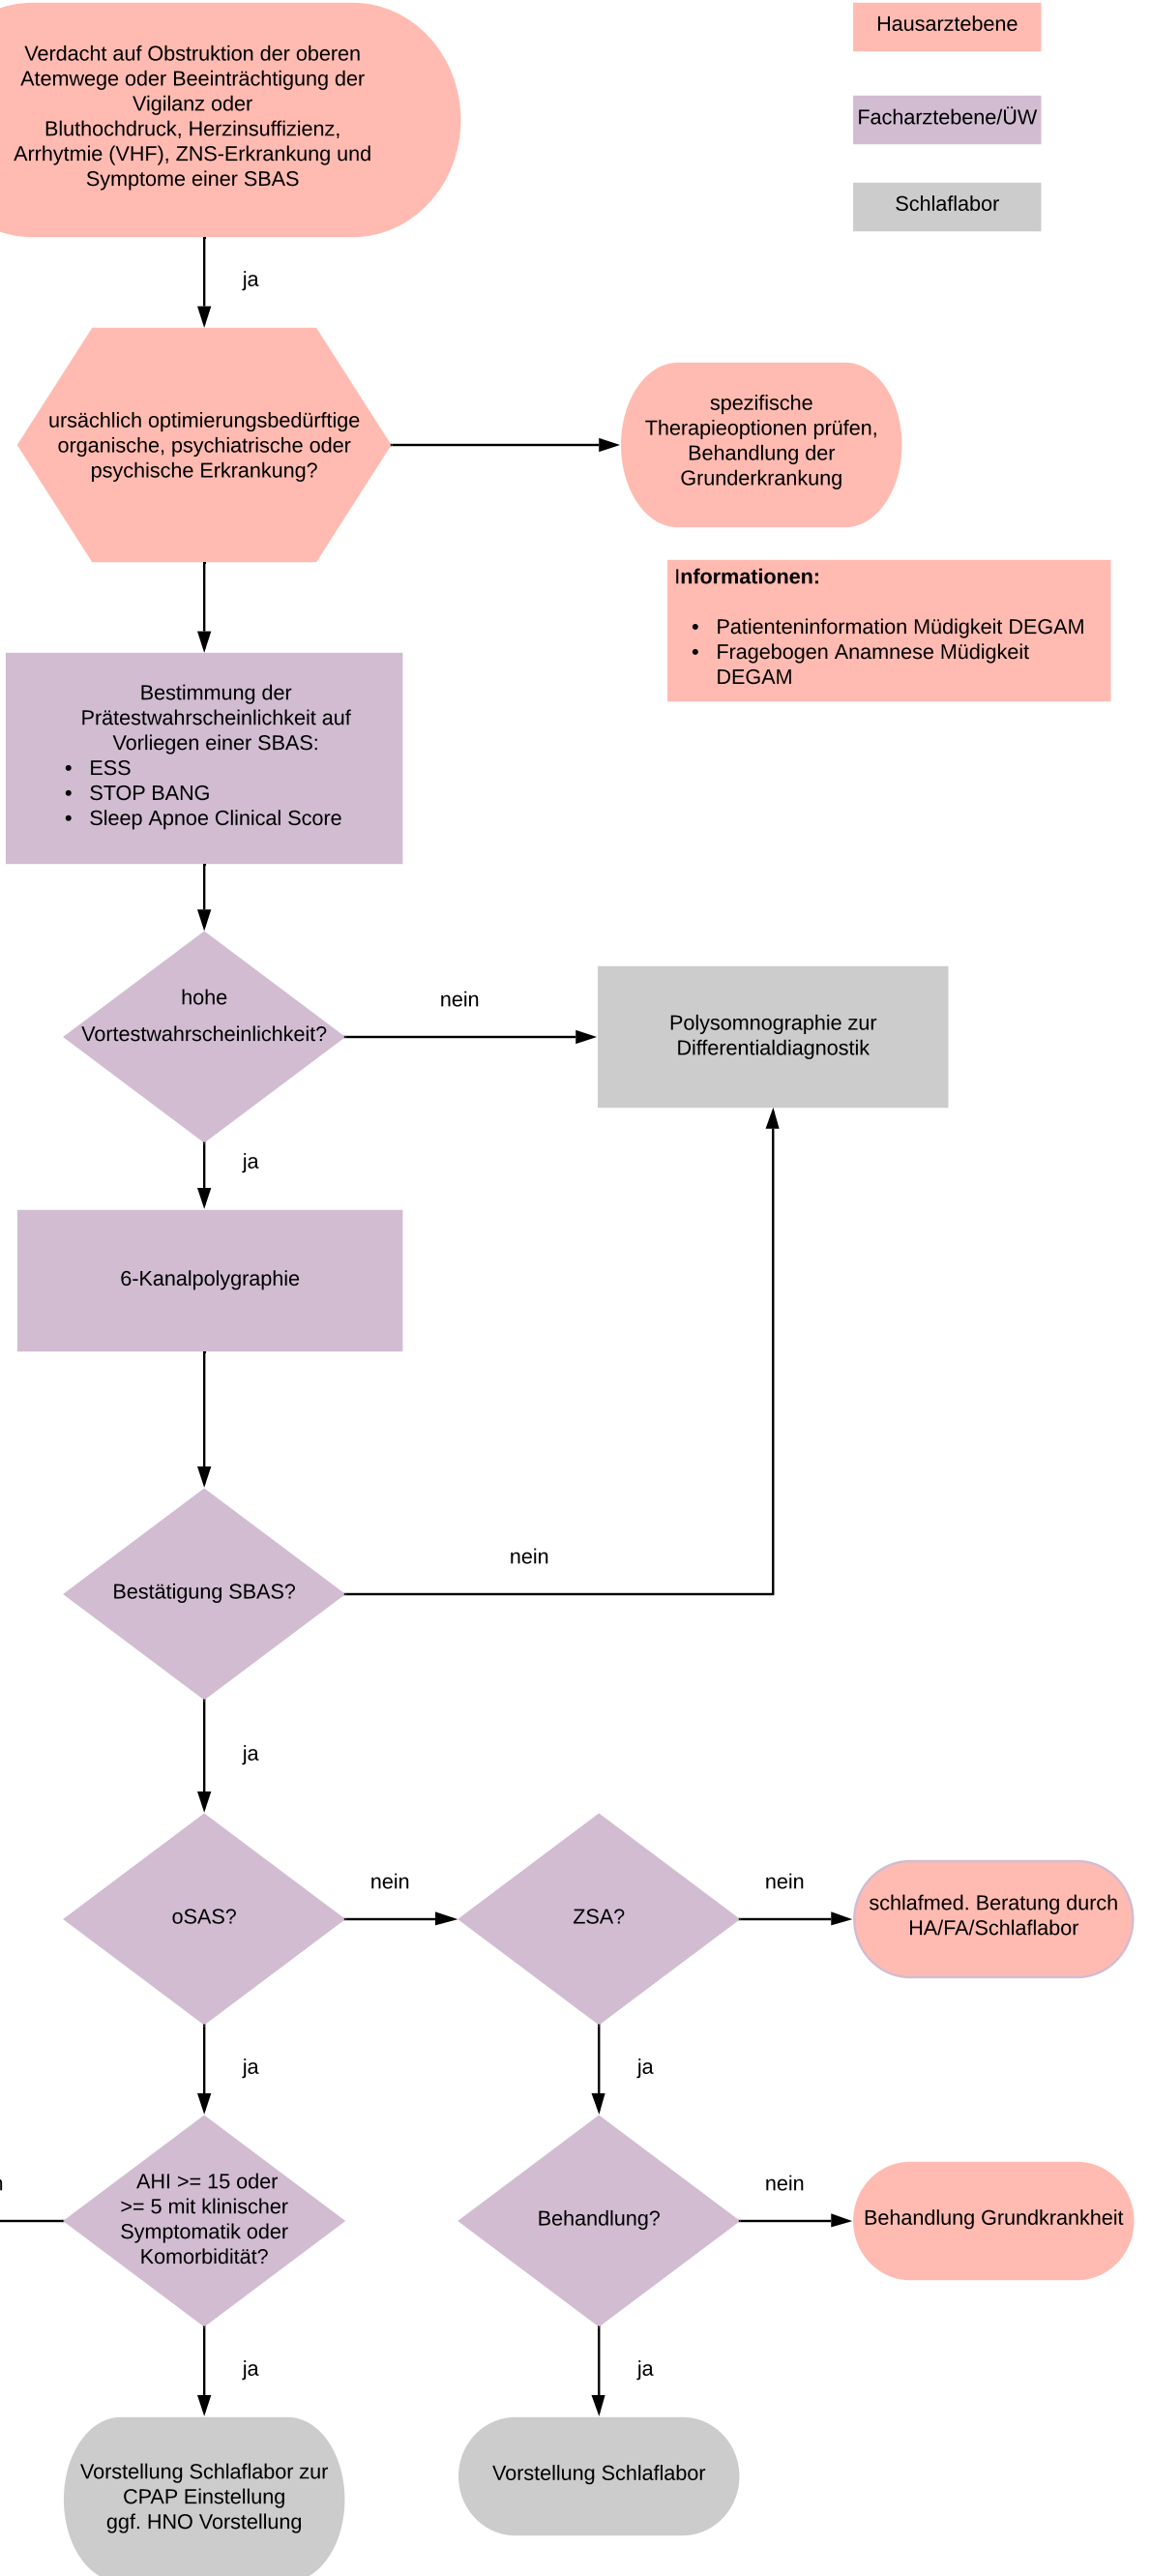 Verdacht auf Obstruktion der oberen
Atemwege oder Beeinträchtigung der
Vigilanz oder
Bluthochdruck, Herzinsuffizienz,
Arrhytmie (VHF), ZNS-Erkrankung und
Symptome einer SBAS
Hausarztebene
Facharztebene/ÜW
Schlaflabor
ja
ursächlich optimierungsbedürftige
organische, psychiatrische oder
psychische Erkrankung?
spezifische
Therapieoptionen prüfen,
Behandlung der
Grunderkrankung
Informationen:
• Patienteninformation Müdigkeit DEGAM
• Fragebogen Anamnese Müdigkeit
DEGAM
Bestimmung der
Prätestwahrscheinlichkeit auf
Vorliegen einer SBAS:
• ESS
• STOP BANG
• Sleep Apnoe Clinical Score
hohe
Vortestwahrscheinlichkeit?
nein
Polysomnographie zur
Differentialdiagnostik
ja
6-Kanalpolygraphie
Bestätigung SBAS?
nein
ja
oSAS?
nein
ZSA?
nein
schlafmed. Beratung durch
HA/FA/Schlaflabor
ja
ja
AHI >= 15 oder
>= 5 mit klinischer
Symptomatik oder
Komorbidität?
Behandlung?
nein
Behandlung Grundkrankheit
ja
ja
Vorstellung Schlaflabor zur
CPAP Einstellung
ggf. HNO Vorstellung
Vorstellung Schlaflabor